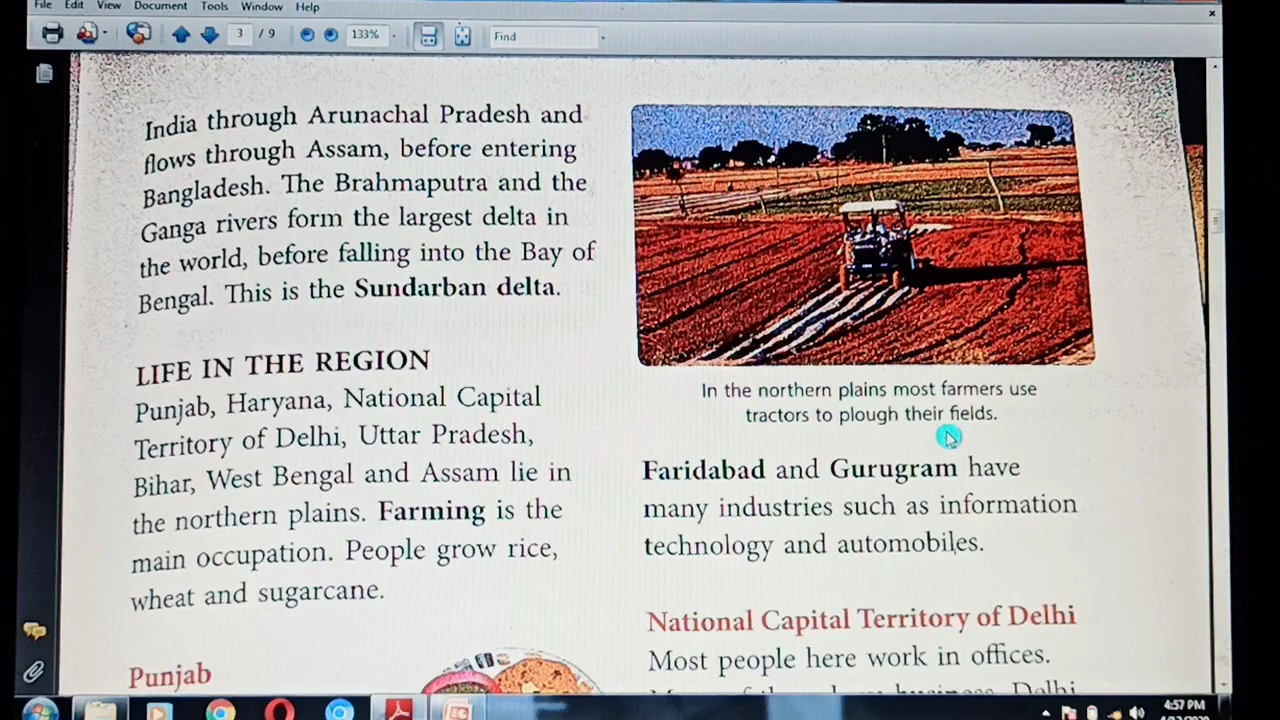 File Edit View Document Tools Window Help
3 / 9 133% Find
India through Arunachal Pradesh and
flows through Assam, before entering
Bangladesh. The Brahmaputra and the
Ganga rivers form the largest delta in
the world, before falling into the Bay of
Bengal. This is the Sundarban delta.
LIFE IN THE REGION
Punjab, Haryana, National Capital
Territory of Delhi, Uttar Pradesh,
Bihar, West Bengal and Assam lie in
the northern plains. Farming is the
main occupation. People grow rice,
wheat and sugarcane.
Punjab
In the northern plains most farmers use
tractors to plough their fields.
Faridabad and Gurugram have
many industries such as information
technology and automobiles.
National Capital Territory of Delhi
Most people here work in offices.
Delhi
4:57 PM